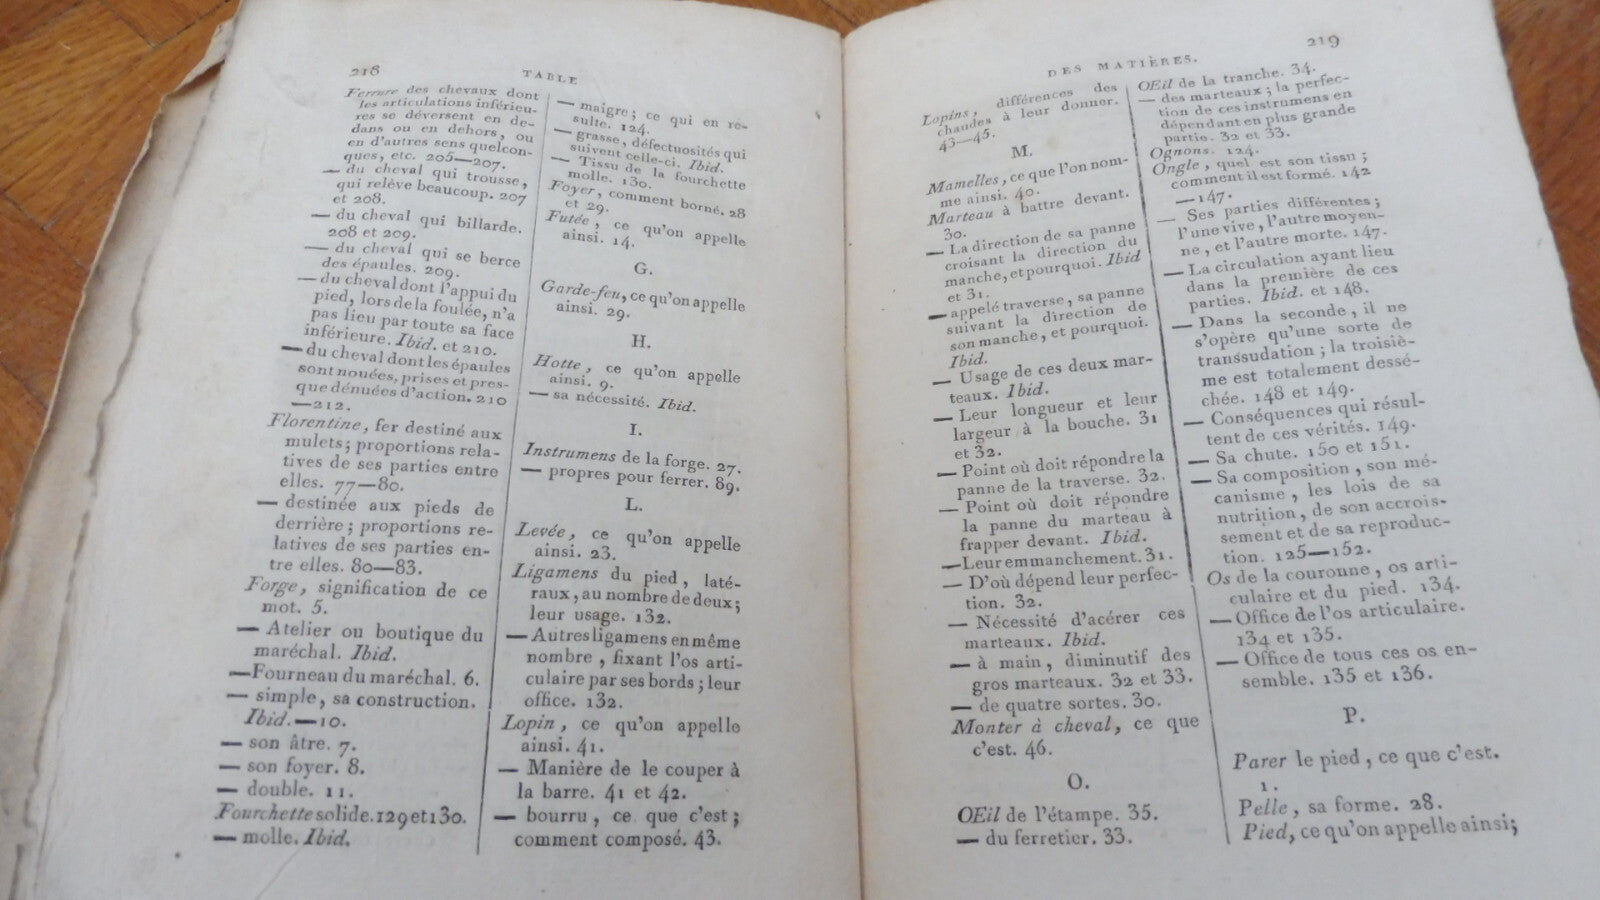 218
TABLE
Ferrure des chevaux dont
les articulations inférieu-
res se déversent en de-
dans ou en dehors, ou
en d'autres sens quelcon-
ques, etc. 205—207.
— du cheval qui trousse,
qui relève beaucoup. 207
et 208.
— du cheval qui billarde.
208 et 209.
— du cheval qui se berce
des épaules. 209.
— du cheval dont l'appui du
pied, lors de la foulée, n'a
pas lieu par toute sa face
inférieure. Ibid. et 210.
— du cheval dont les épaules
sont nouées, prises et pres-
que dénuées d'action. 210
—212.
Florentine, fer destiné aux
mulets; proportions rela-
tives de ses parties entre
elles. 77—80.
— destinée aux pieds de
derrière; proportions re-
latives de ses parties en-
tre elles. 80—83.
Forge, signification de ce
mot. 5.
— Atelier ou boutique du
maréchal. Ibid.
— Fourneau du maréchal. 6.
— simple, sa construction.
Ibid.—10.
— son âtre. 7.
— son foyer. 8.
— double. 11.
Fourchette solide. 129 et 130.
— molle. Ibid.
— maigre; ce qui en re-
sulte. 124.
— grasse, défectuosités qui
suivent celle-ci. Ibid.
— Tissu de la fourchette
molle. 130.
Foyer, comment borné. 28
et 29.
Futée, ce qu'on appelle
ainsi. 14.
G.
Garde-feu, ce qu'on appelle
ainsi. 29.
H.
Hotte, ce qu'on appelle
ainsi. 9.
— sa nécessité. Ibid.
I.
Instrumens de la forge. 27.
— propres pour ferrer. 89.
L.
Levée, ce qu'on appelle
ainsi. 23.
Ligamens du pied, laté-
raux, au nombre de deux;
leur usage. 132.
— Autres ligamens en même
nombre, fixant l'os arti-
culaire par ses bords; leur
office. 132.
Lopin, ce qu'on appelle
ainsi. 41.
— Manière de le couper à
la barre. 41 et 42.
— bourru, ce que c'est;
comment composé. 43.
DES MATIÈRES.
219
Lopins, différences des
chaudes à leur donner.
43—45.
M.
Mamelles, ce que l'on nom-
me ainsi. 40.
Marteau à battre devant.
30.
— La direction de sa panne
croisant la direction du
manche, et pourquoi. Ibid
et 31.
— appelé traverse, sa panne
suivant la direction de
son manche, et pourquoi.
Ibid.
— Usage de ces deux mar-
teaux. Ibid.
— Leur longueur et leur
largeur à la bouche. 31
et 32.
— Point où doit répondre la
panne de la traverse. 32.
— Point où doit répondre
la panne du marteau à
frapper devant. Ibid.
— Leur emmanchement. 31.
— D'où dépend leur perfec-
tion. 32.
— Nécessité d'acérer ces
marteaux. Ibid.
— à main, diminutif des
gros marteaux. 32 et 33.
— de quatre sortes. 30.
Monter à cheval, ce que
c'est. 46.
O.
OEil de l'étampe. 35.
— du ferretier. 33.
OEil de la tranche. 34.
— des marteaux; la perfec-
tion de ces instrumens en
dépendant en plus grande
partie. 32 et 33.
Ognons. 124.
Ongle, quel est son tissu;
comment il est formé. 142
—147.
— Ses parties différentes;
l'une vive, l'autre moyen-
ne, et l'autre morte. 147.
— La circulation ayant lieu
dans la première de ces
parties. Ibid. et 148.
— Dans la seconde, il ne
s'opère qu'une sorte de
transsudation; la troisiè-
me est totalement dessé-
chée. 148 et 149.
— Conséquences qui résul-
tent de ces vérités. 149.
— Sa chute. 150 et 151.
— Sa composition, son mé-
canisme, les lois de sa
nutrition, de son accrois-
sement et de sa reproduc-
tion. 125—152.
Os de la couronne, os arti-
culaire et du pied. 134.
— Office de l'os articulaire.
134 et 135.
— Office de tous ces os en-
semble. 135 et 136.
P.
Parer le pied, ce que c'est.
1.
Pelle, sa forme. 28.
Pied, ce qu'on appelle ainsi;